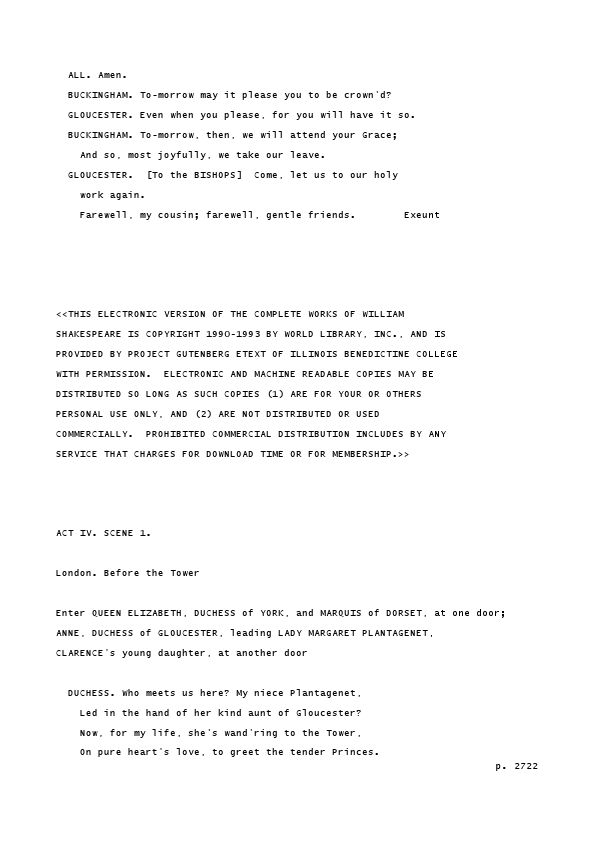 ALL. Amen.
BUCKINGHAM. To-morrow may it please you to be crown'd?
GLOUCESTER. Even when you please, for you will have it so.
BUCKINGHAM. To-morrow, then, we will attend your Grace;
And so, most joyfully, we take our leave.
GLOUCESTER.  [To the BISHOPS]  Come, let us to our holy
work again.
Farewell, my cousin; farewell, gentle friends.        Exeunt
<<THIS ELECTRONIC VERSION OF THE COMPLETE WORKS OF WILLIAM
SHAKESPEARE IS COPYRIGHT 1990-1993 BY WORLD LIBRARY, INC., AND IS
PROVIDED BY PROJECT GUTENBERG ETEXT OF ILLINOIS BENEDICTINE COLLEGE
WITH PERMISSION.  ELECTRONIC AND MACHINE READABLE COPIES MAY BE
DISTRIBUTED SO LONG AS SUCH COPIES (1) ARE FOR YOUR OR OTHERS
PERSONAL USE ONLY, AND (2) ARE NOT DISTRIBUTED OR USED
COMMERCIALLY.  PROHIBITED COMMERCIAL DISTRIBUTION INCLUDES BY ANY
SERVICE THAT CHARGES FOR DOWNLOAD TIME OR FOR MEMBERSHIP.>>
ACT IV. SCENE 1.
London. Before the Tower
Enter QUEEN ELIZABETH, DUCHESS of YORK, and MARQUIS of DORSET, at one door;
ANNE, DUCHESS of GLOUCESTER, leading LADY MARGARET PLANTAGENET,
CLARENCE's young daughter, at another door
DUCHESS. Who meets us here? My niece Plantagenet,
Led in the hand of her kind aunt of Gloucester?
Now, for my life, she's wand'ring to the Tower,
On pure heart's love, to greet the tender Princes.
p. 2722